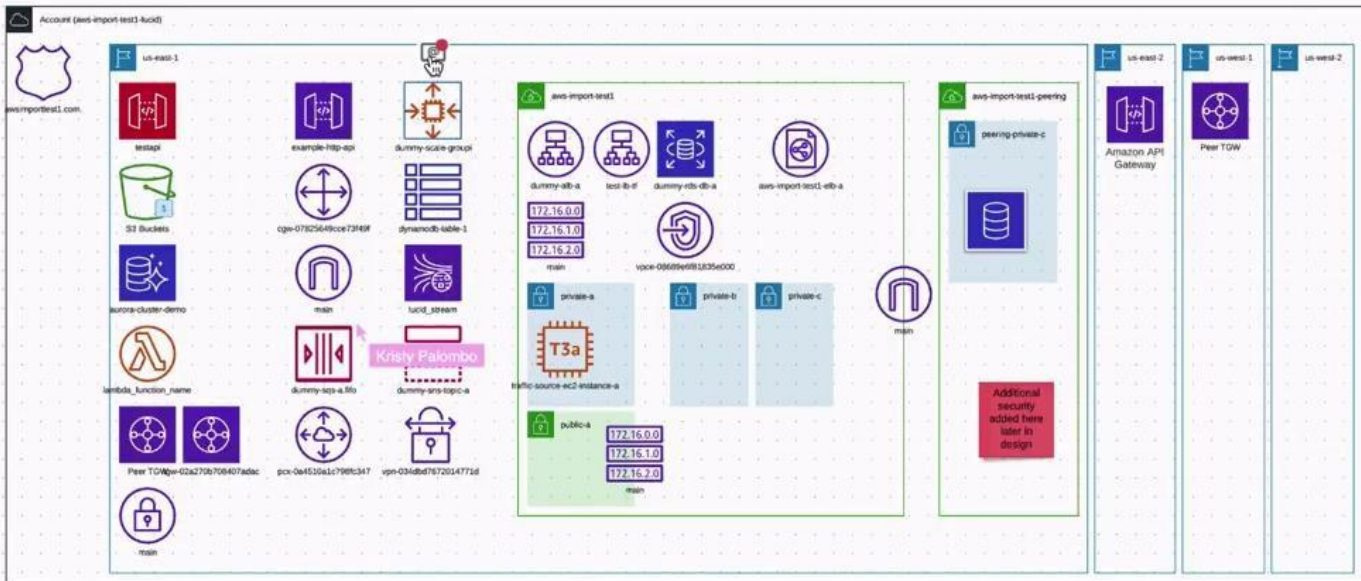 Account (aws-import-test1-lucid)
us-east-1
us-east-2
us-west-1
us-west-2
awsimporttest1.com
testapi
example-http-api
dummy-scale-groupi
aws-import-test1
aws-import-test1-peering
peering-private-c
Amazon API
Gateway
Peer TGW
S3 Buckets
cgw-07825649cce73f49f
dynamodb-table-1
dummy-alb-a
test-lb-tf
dummy-rds-db-a
aws-import-test1-elb-a
172.16.0.0
172.16.1.0
172.16.2.0
main
vpce-08689e6f81835e000
aurora-cluster-demo
main
lucid_stream
private-a
private-b
private-c
main
T3a
traffic-source-ec2-instance-a
lambda_function_name
dummy-sqs-a.fifo
Kristy Palombo
dummy-sns-topic-a
Additional
security
added here
later in
design
public-a
172.16.0.0
172.16.1.0
172.16.2.0
main
Peer TGW
tgw-02a270b708407adac
pcx-0a4510a1c798fc347
vpn-034dbd7672014771d
main